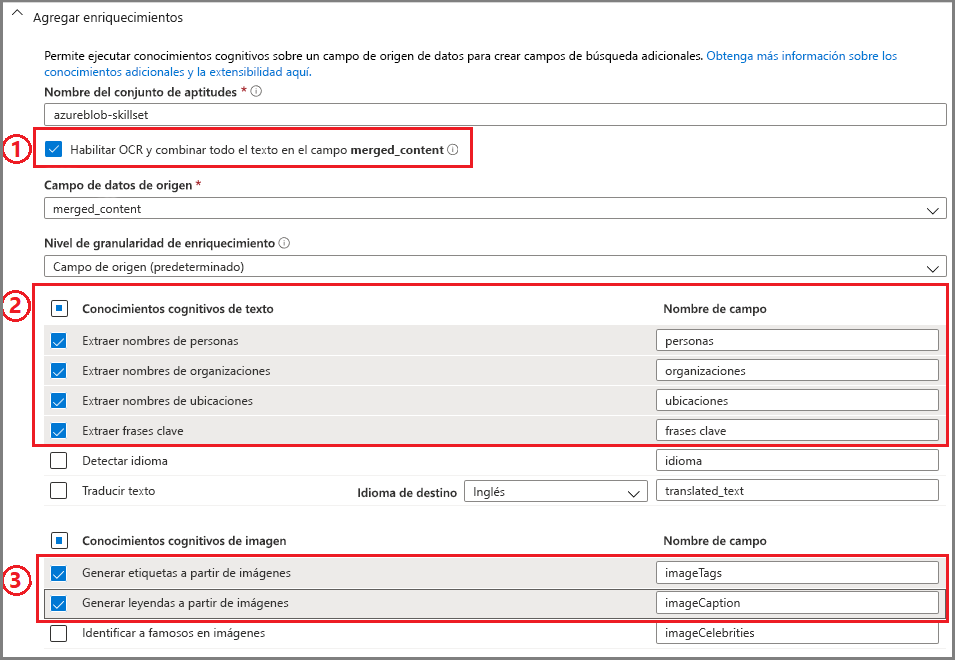 Agregar enriquecimientos
Permite ejecutar conocimientos cognitivos sobre un campo de origen de datos para crear campos de búsqueda adicionales. Obtenga más información sobre los
conocimientos adicionales y la extensibilidad aquí.
Nombre del conjunto de aptitudes *
azureblob-skillset
1
Habilitar OCR y combinar todo el texto en el campo merged_content
Campo de datos de origen *
merged_content
Nivel de granularidad de enriquecimiento
Campo de origen (predeterminado)
2
Conocimientos cognitivos de texto Nombre de campo
Extraer nombres de personas personas
Extraer nombres de organizaciones organizaciones
Extraer nombres de ubicaciones ubicaciones
Extraer frases clave frases clave
Detectar idioma idioma
Traducir texto Idioma de destino Inglés translated_text
Conocimientos cognitivos de imagen Nombre de campo
3
Generar etiquetas a partir de imágenes imageTags
Generar leyendas a partir de imágenes imageCaption
Identificar a famosos en imágenes imageCelebrities